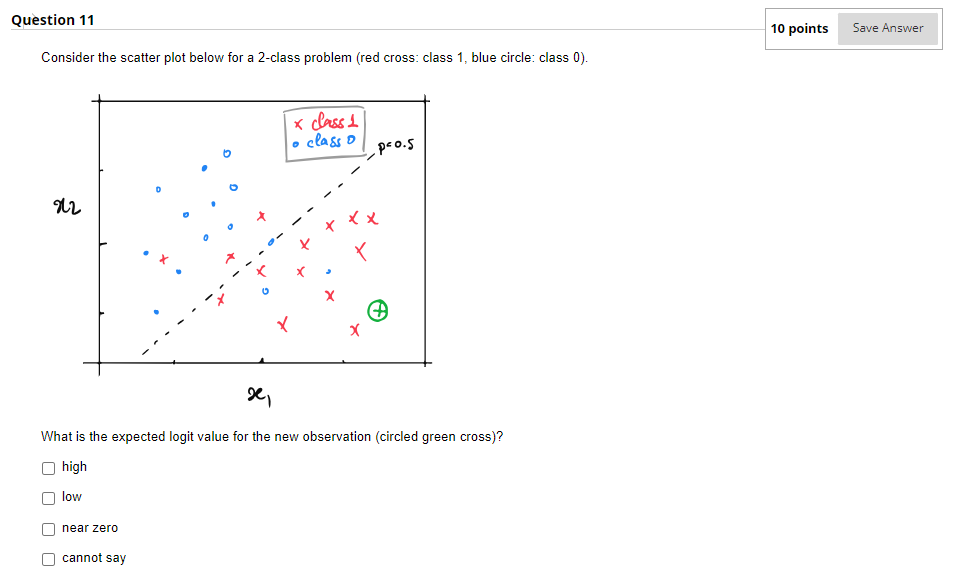 Question 11
10 points
Save Answer
Consider the scatter plot below for a 2-class problem (red cross: class 1, blue circle: class 0).
x class 1
o class 0
p=0.5
x2
x1
What is the expected logit value for the new observation (circled green cross)?
high
low
near zero
cannot say